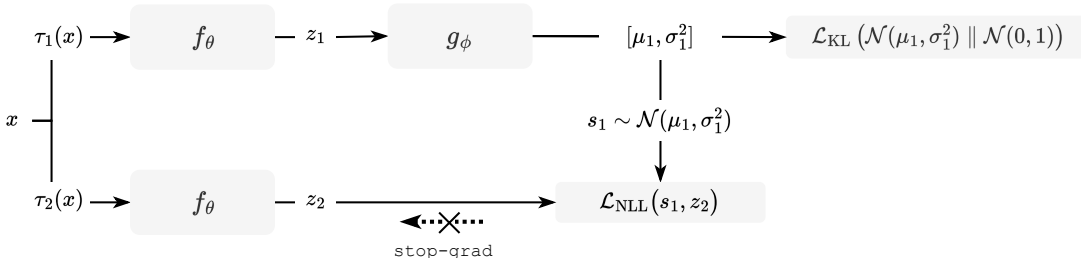 τ₁(x) f_θ z₁ g_ϕ [μ₁, σ₁²] 𝓛_KL (𝒩(μ₁, σ₁²) ∥ 𝒩(0, 1))
x
s₁ ∼ 𝒩(μ₁, σ₁²)
τ₂(x) f_θ z₂ 𝓛_NLL(s₁, z₂)
stop-grad